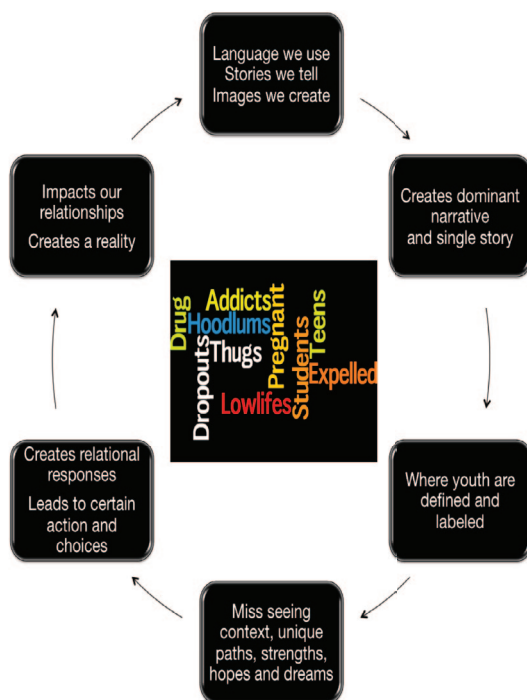 Language we use
Stories we tell
Images we create
Creates dominant
narrative
and single story
Where youth are
defined and
labeled
Miss seeing
context, unique
paths, strengths,
hopes and dreams
Creates relational
responses
Leads to certain
action and
choices
Impacts our
relationships
Creates a reality
Drug
Addicts
Hoodlums
Dropouts
Thugs
Lowlifes
Pregnant
Students
Teens
Expelled